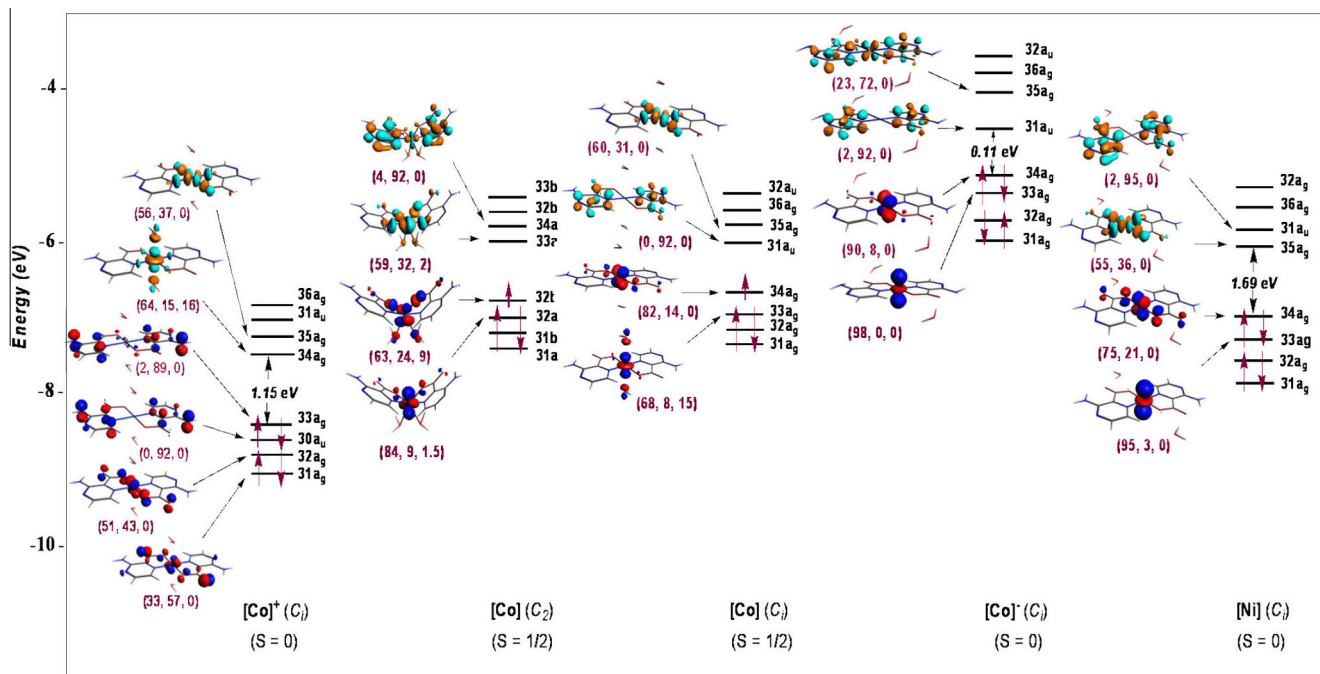 Energy (eV)
-4
-6
-8
-10
(56, 37, 0)
(64, 15, 16)
(2, 89, 0)
(0, 92, 0)
(51, 43, 0)
(33, 57, 0)
36ag
31au
35ag
34ag
1.15 eV
33ag
30au
32ag
31ag
[Co]⁺ (Ci)
(S = 0)
(4, 92, 0)
(59, 32, 2)
(63, 24, 9)
(84, 9, 1.5)
33b
32b
34a
33r
32t
32a
31b
31a
[Co] (C2)
(S = 1/2)
(60, 31, 0)
(0, 92, 0)
(82, 14, 0)
(68, 8, 15)
32au
36ag
35ag
31au
34ag
33ag
32ag
31ag
[Co] (Ci)
(S = 1/2)
(23, 72, 0)
(2, 92, 0)
(90, 8, 0)
(98, 0, 0)
32au
36ag
35ag
31au
0.11 eV
34ag
33ag
32ag
31ag
[Co]⁻ (Ci)
(S = 0)
(2, 95, 0)
(55, 36, 0)
(75, 21, 0)
(95, 3, 0)
32ag
36ag
31au
35ag
1.69 eV
34ag
33ag
32ag
31ag
[Ni] (Ci)
(S = 0)